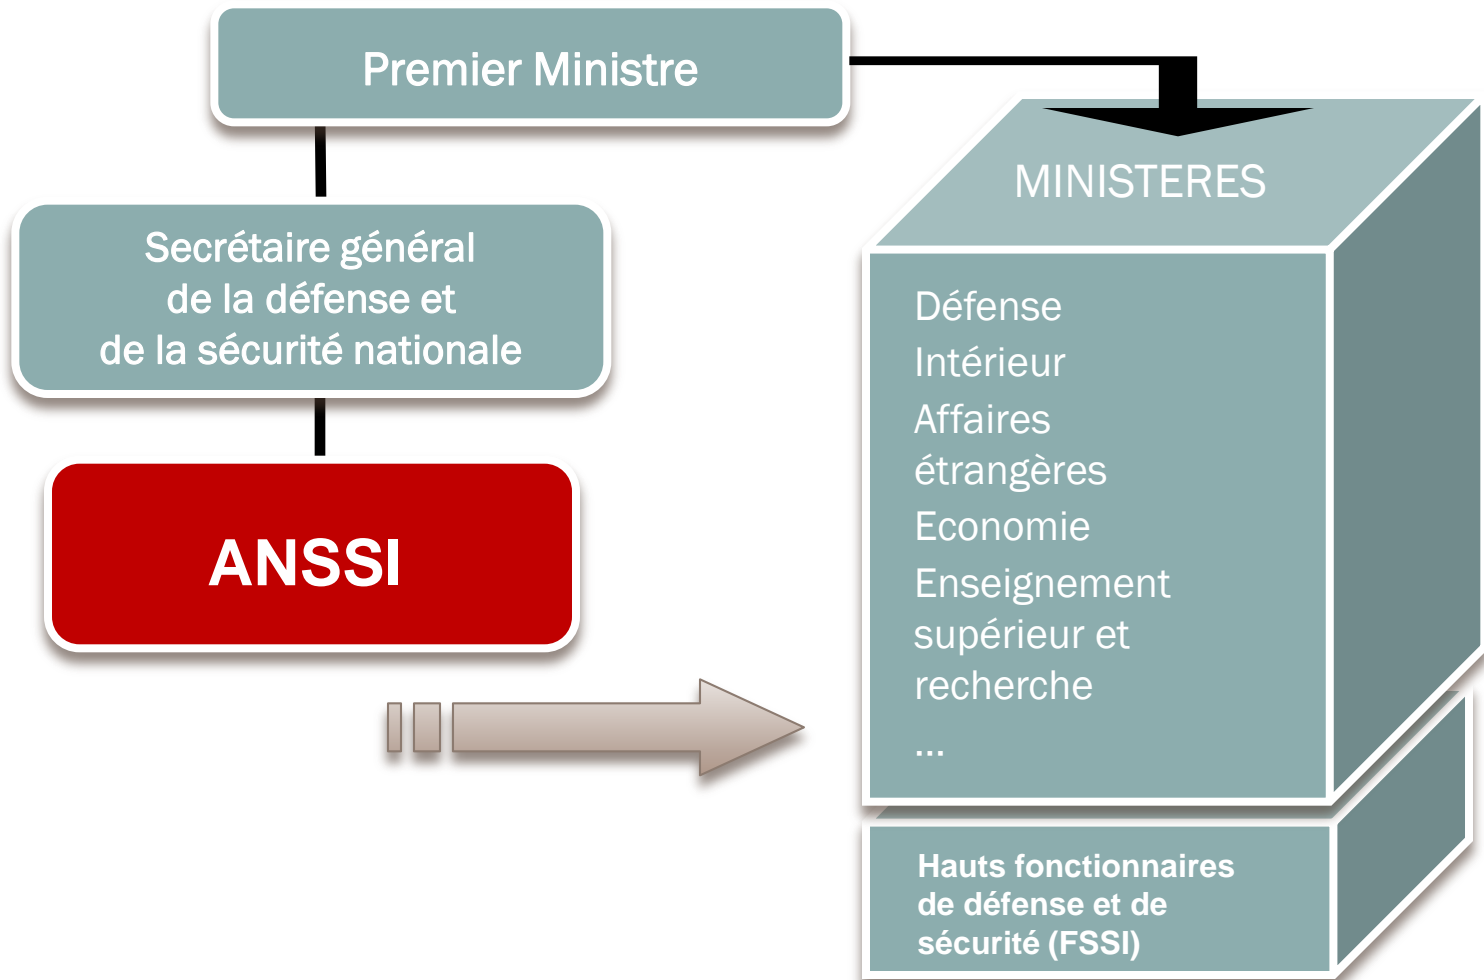 Premier Ministre
Secrétaire général
de la défense et
de la sécurité nationale
ANSSI
MINISTERES
Défense
Intérieur
Affaires
étrangères
Economie
Enseignement
supérieur et
recherche
...
Hauts fonctionnaires
de défense et de
sécurité (FSSI)